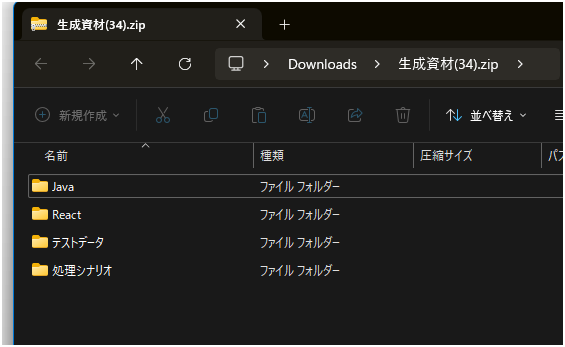 生成資材(34).zip
Downloads
生成資材(34).zip
新規作成
並べ替え
名前 種類 圧縮サイズ
Java ファイル フォルダー
React ファイル フォルダー
テストデータ ファイル フォルダー
処理シナリオ ファイル フォルダー